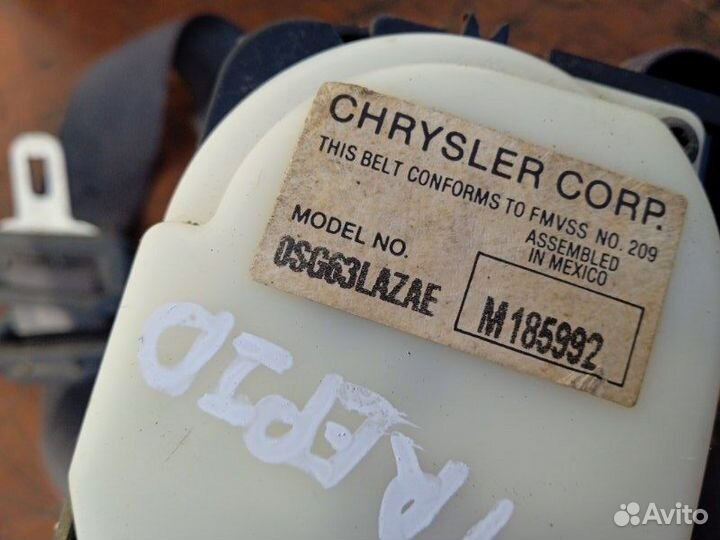 CHRYSLER CORP.
THIS BELT CONFORMS TO FMVSS NO. 209
ASSEMBLED
IN MEXICO
MODEL NO.
0SG63LAZAE
M185992
Avito